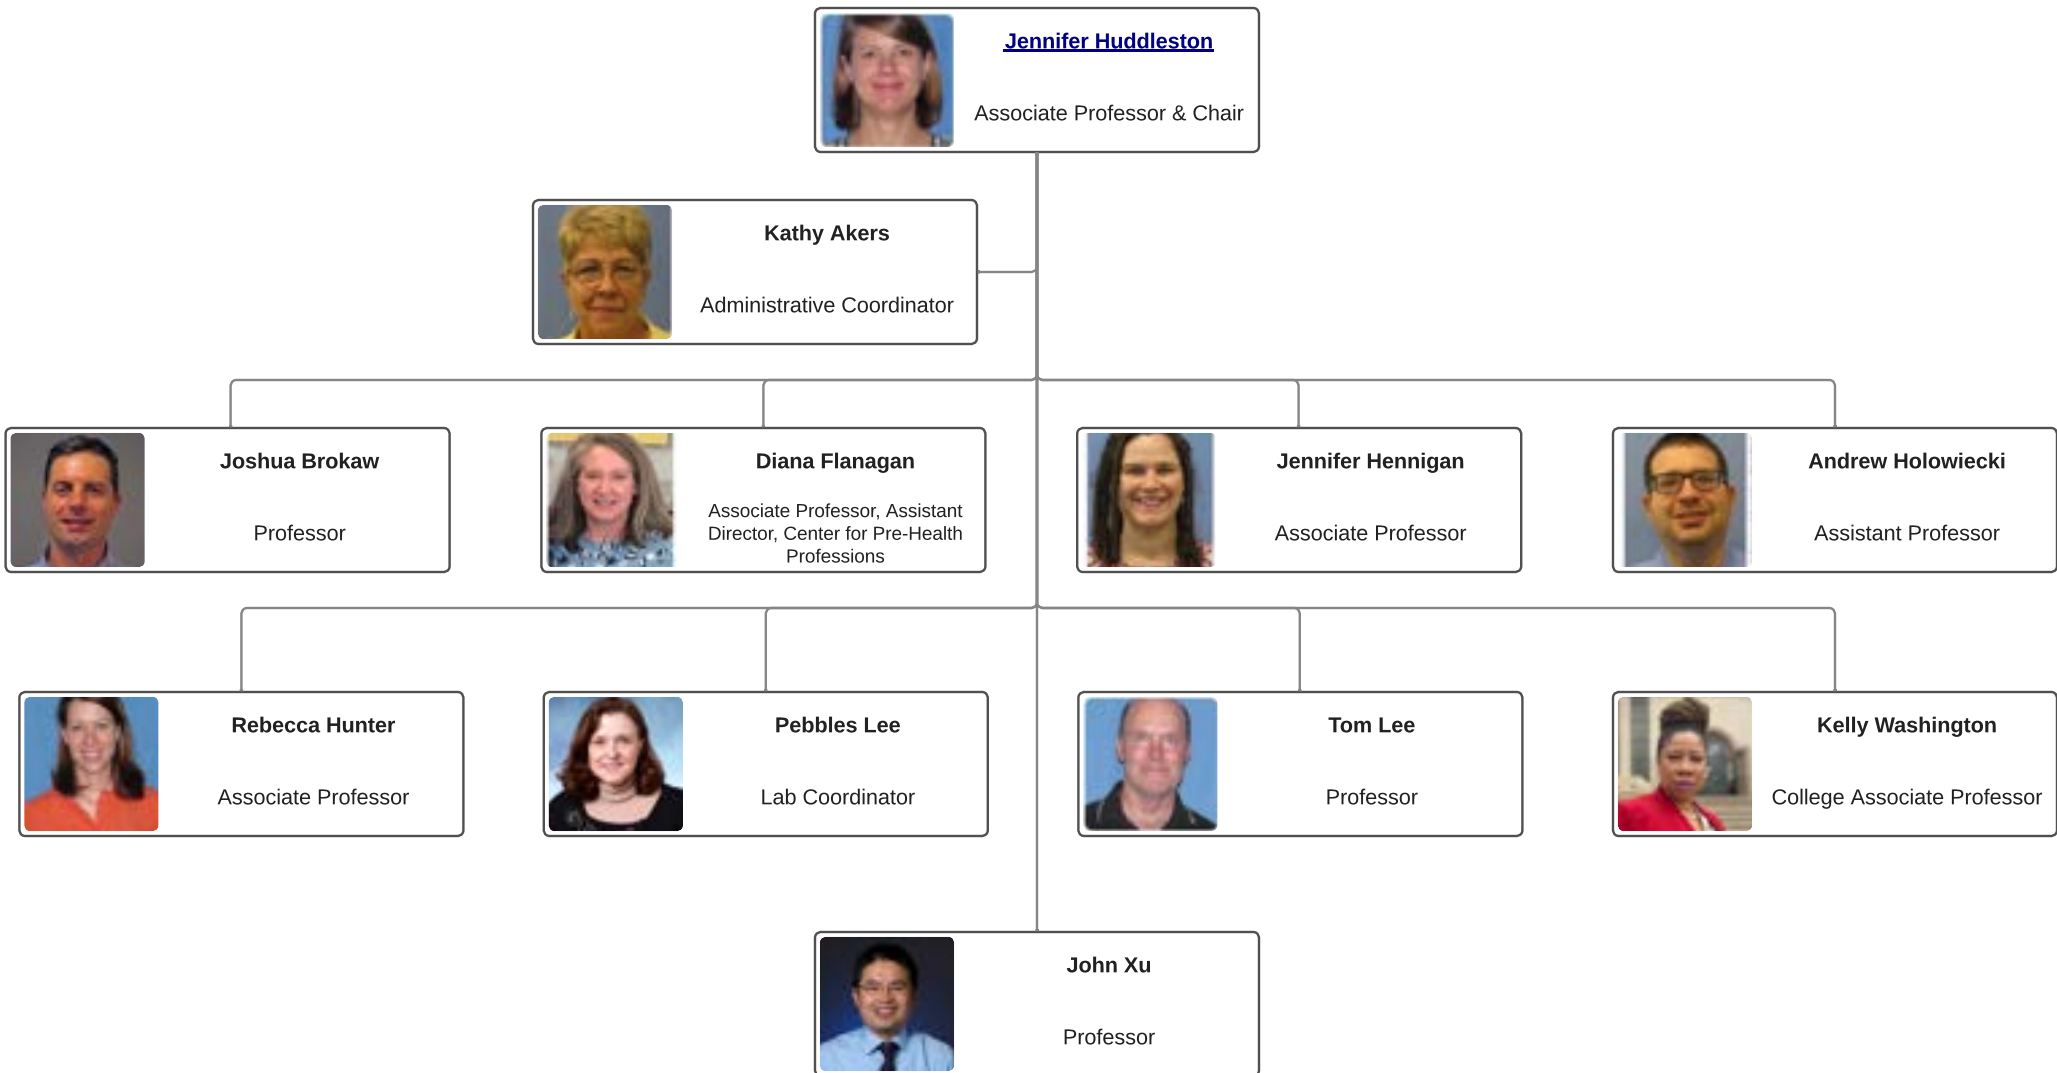 Jennifer Huddleston
Associate Professor & Chair
Kathy Akers
Administrative Coordinator
Joshua Brokaw
Professor
Diana Flanagan
Associate Professor, Assistant
Director, Center for Pre-Health
Professions
Jennifer Hennigan
Associate Professor
Andrew Holowiecki
Assistant Professor
Rebecca Hunter
Associate Professor
Pebbles Lee
Lab Coordinator
Tom Lee
Professor
Kelly Washington
College Associate Professor
John Xu
Professor